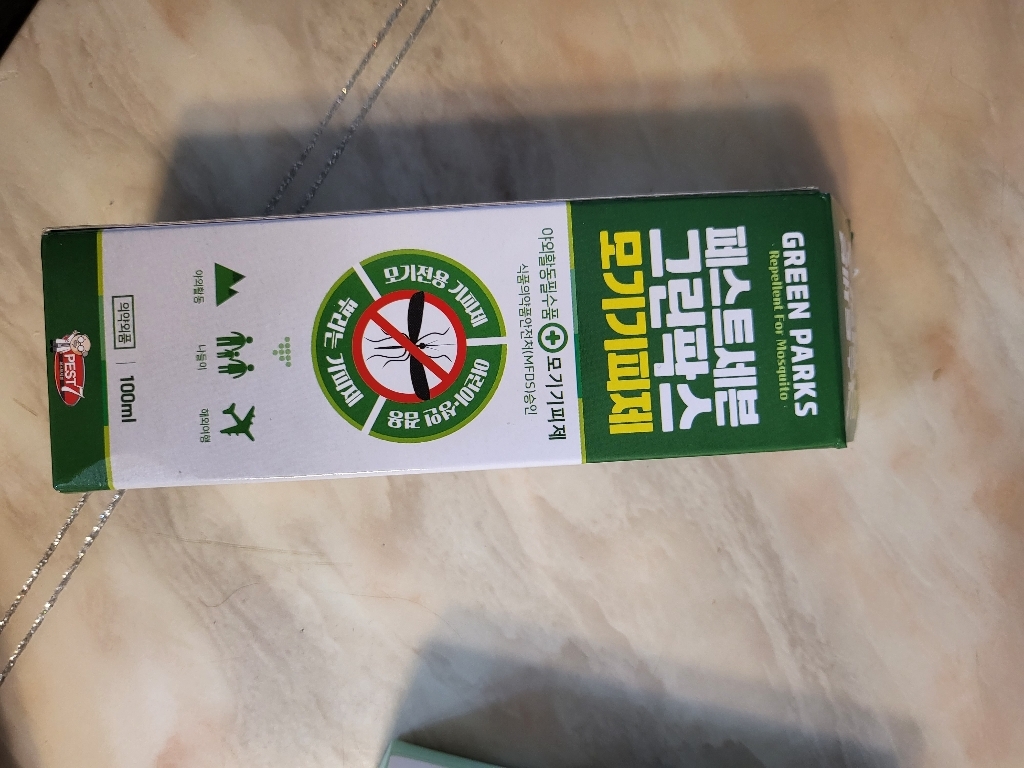 GREEN PARKS
Repellent For Mosquito
페스트세븐
그린팍스
모기기피제
야외활동필수품 모기기피제
식품의약품안전처(MFDS)승인
모기전용 기피제
어린이·성인 겸용
뿌리는 기피제
야외활동
나들이
해외여행
의약외품 100ml
PEST7